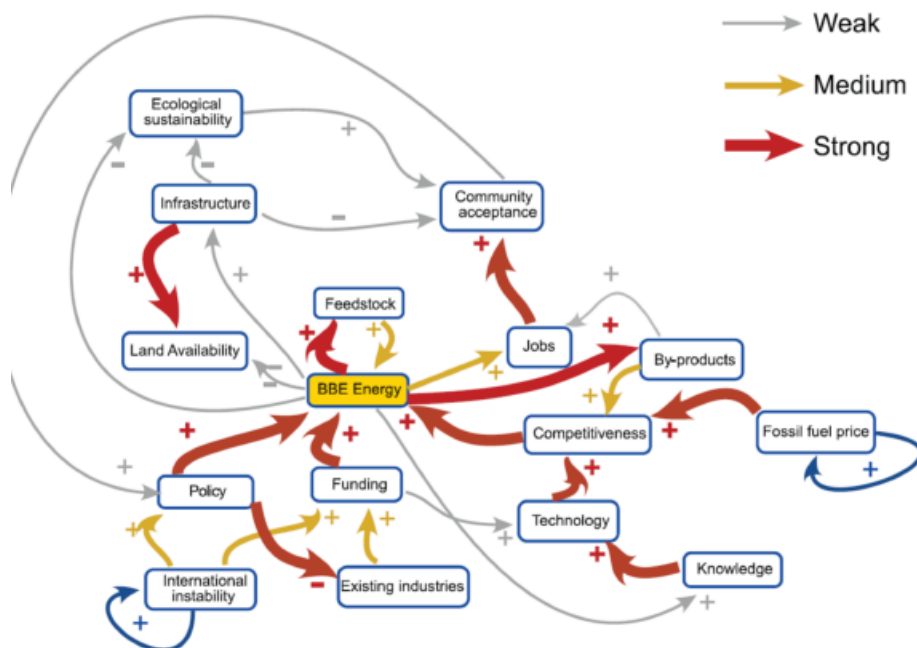 Weak
Medium
Strong
Ecological
sustainability
+
-
-
Infrastructure
Community
acceptance
-
+
+
+
Feedstock
+
+
+
+
Land Availability
Jobs
By-products
-
-
BBE Energy
+
+
+
+
+
Competitiveness
+
Fossil fuel price
+
+
Policy
Funding
+
+
+
+
Technology
+
+
International
instability
-
Existing industries
Knowledge
+
+